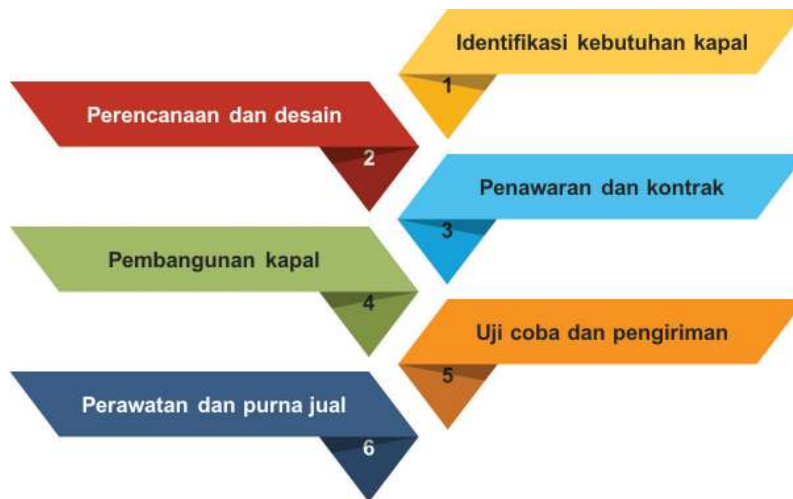 Identifikasi kebutuhan kapal
1
Perencanaan dan desain
2
Penawaran dan kontrak
3
Pembangunan kapal
4
Uji coba dan pengiriman
5
Perawatan dan purna jual
6